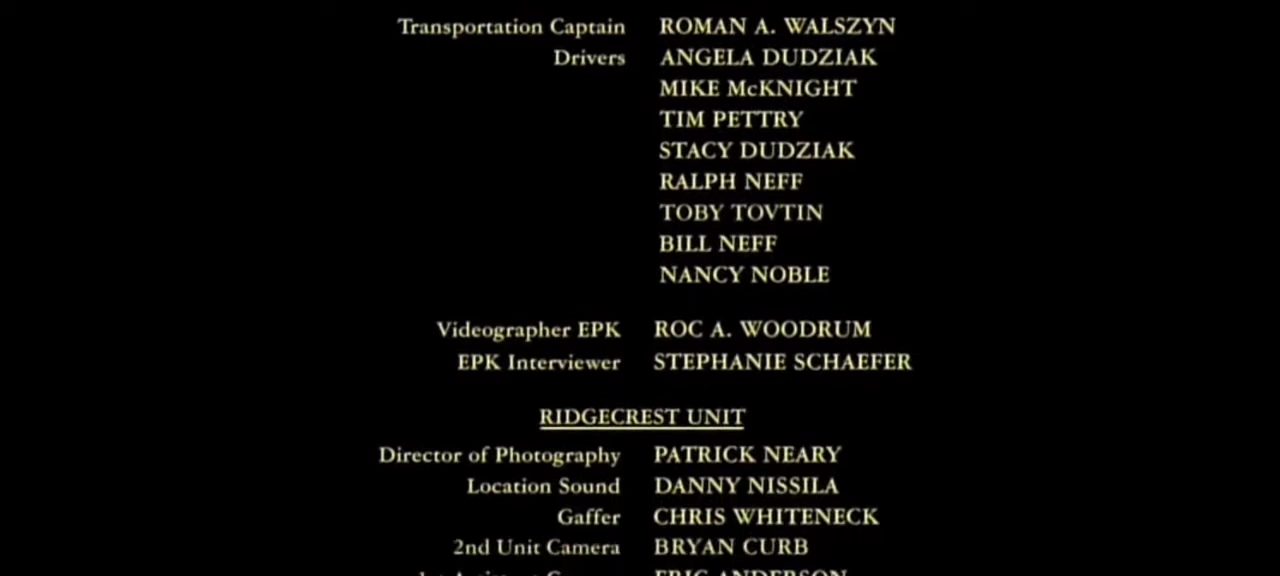 Transportation Captain ROMAN A. WALSZYN
Drivers ANGELA DUDZIAK
MIKE McKNIGHT
TIM PETTRY
STACY DUDZIAK
RALPH NEFF
TOBY TOVTIN
BILL NEFF
NANCY NOBLE
Videographer EPK ROC A. WOODRUM
EPK Interviewer STEPHANIE SCHAEFER
RIDGECREST UNIT
Director of Photography PATRICK NEARY
Location Sound DANNY NISSILA
Gaffer CHRIS WHITENECK
2nd Unit Camera BRYAN CURB
ERIC ANDERSON